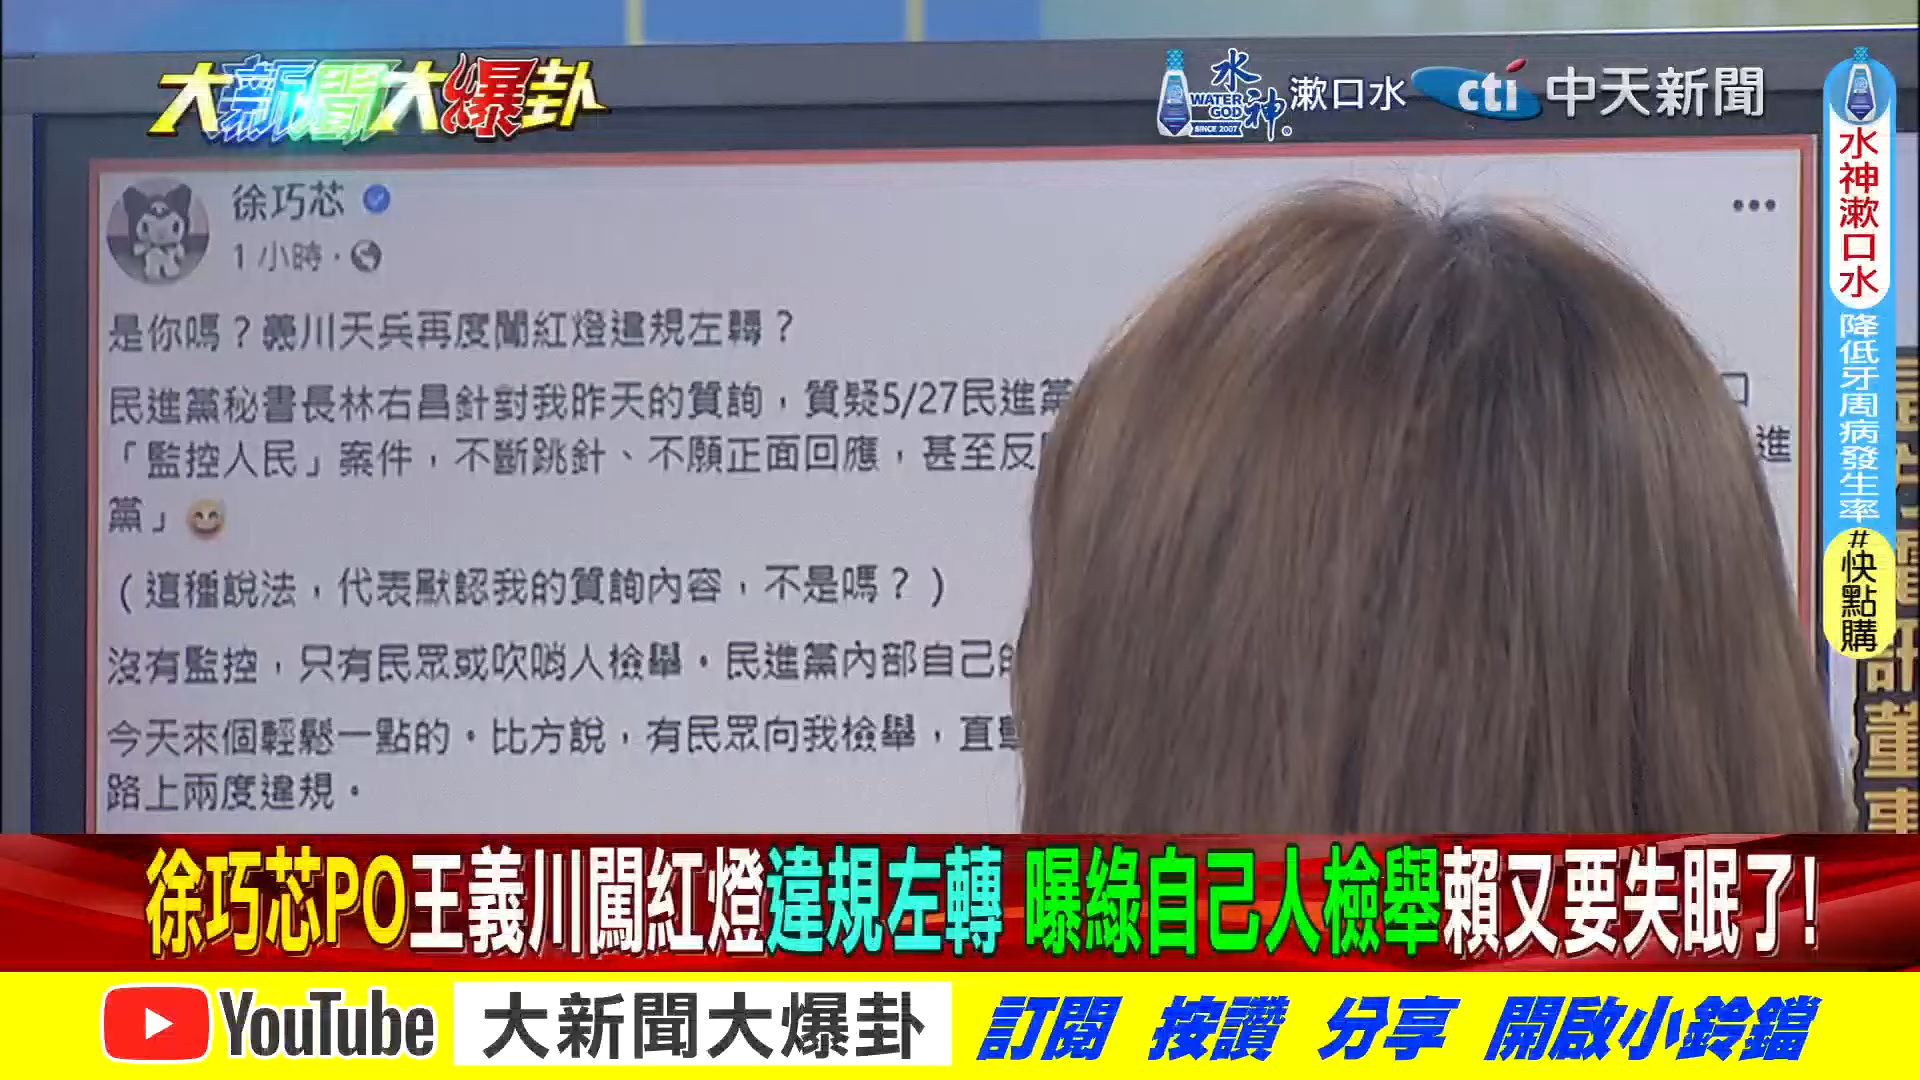 大新聞大爆卦
水神
WATER GOD
SINCE 2007
漱口水
cti 中天新聞
徐巧芯
1 小時
是你嗎？義川天兵再度闖紅燈違規左轉？
民進黨秘書長林右昌針對我昨天的質詢，質疑5/27民進黨
「監控人民」案件，不斷跳針、不願正面回應，甚至反
進
黨」
（這種說法，代表默認我的質詢內容，不是嗎？）
沒有監控，只有民眾或吹哨人檢舉。民進黨內部自己
今天來個輕鬆一點的。比方說，有民眾向我檢舉，直擊
路上兩度違規。
水神漱口水
降低牙周病發生率
#快點購
徐巧芯PO王義川闖紅燈違規左轉 曝綠自己人檢舉賴又要失眠了!
YouTube 大新聞大爆卦 訂閱 按讚 分享 開啟小鈴鐺